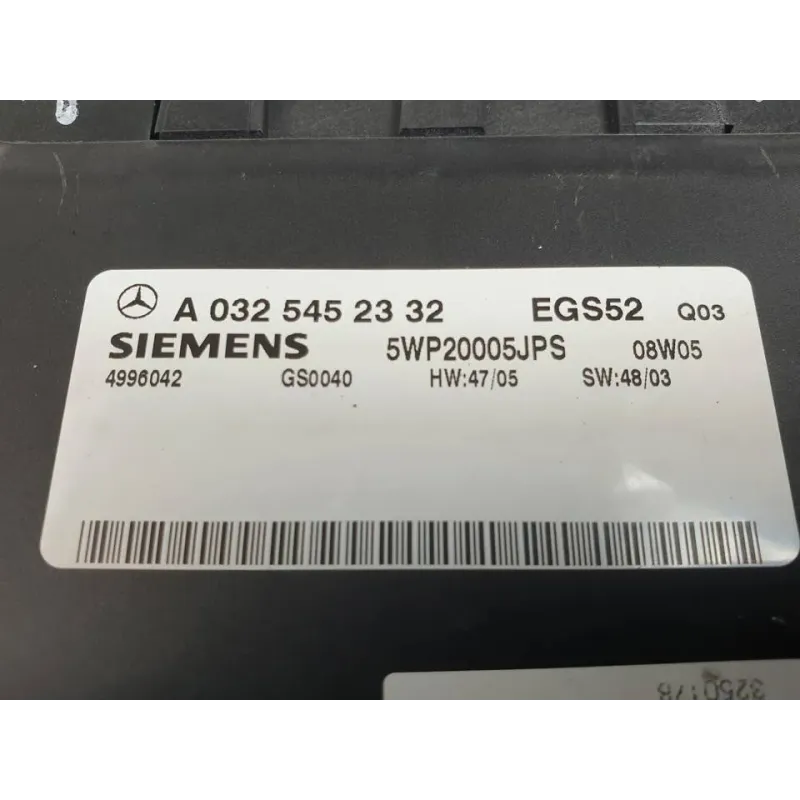 A 032 545 23 32 EGS52 Q03
SIEMENS 5WP20005JPS 08W05
4996042 GS0040 HW:47/05 SW:48/03